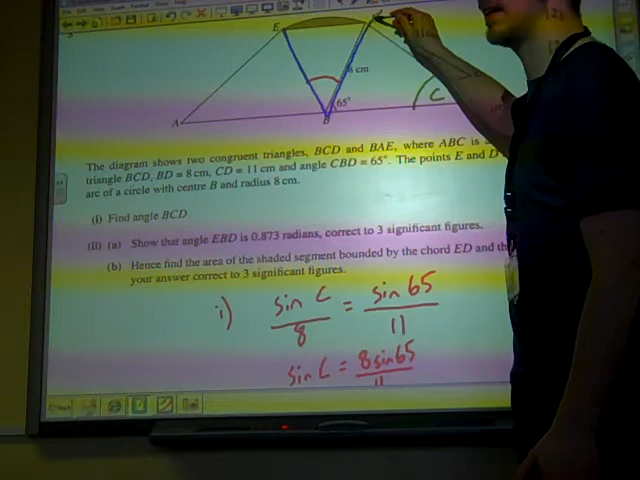 E
8 cm
65°
C
A
B
The diagram shows two congruent triangles, BCD and BAE, where ABC is a
triangle BCD, BD = 8 cm, CD = 11 cm and angle CBD = 65°. The points E and D
arc of a circle with centre B and radius 8 cm.
(i) Find angle BCD
(ii) (a) Show that angle EBD is 0.873 radians, correct to 3 significant figures.
(b) Hence find the area of the shaded segment bounded by the chord ED and th
your answer correct to 3 significant figures.
i) sin C / 8 = sin 65 / 11
sin C = 8 sin 65 / 11